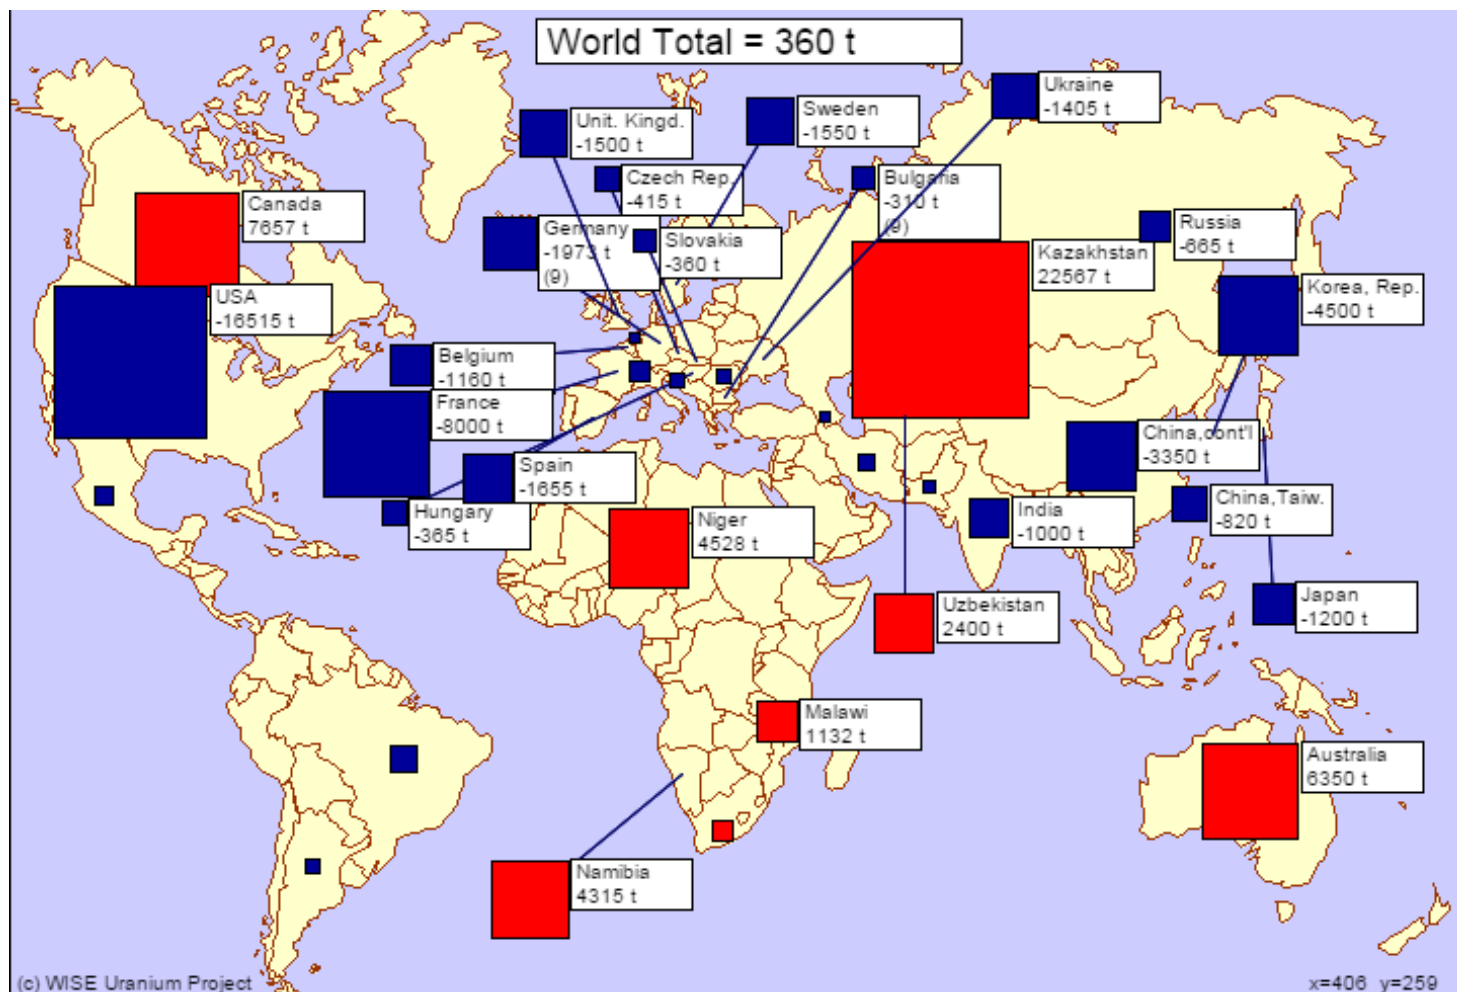 World Total = 360 t
Ukraine
-1405 t
Sweden
-1550 t
Unit. Kingd.
-1500 t
Czech Rep.
-415 t
Bulgaria
-310 t
(9)
Canada
7657 t
Germany
-1973 t
(9)
Slovakia
-360 t
Russia
-665 t
Kazakhstan
22567 t
USA
-16515 t
Korea, Rep.
-4500 t
Belgium
-1160 t
France
-8000 t
China,cont'l
-3350 t
Spain
-1655 t
Hungary
-365 t
India
-1000 t
China,Taiw.
-820 t
Niger
4528 t
Uzbekistan
2400 t
Japan
-1200 t
Malawi
1132 t
Australia
6350 t
Namibia
4315 t
(c) WISE Uranium Project
x=406 y=259